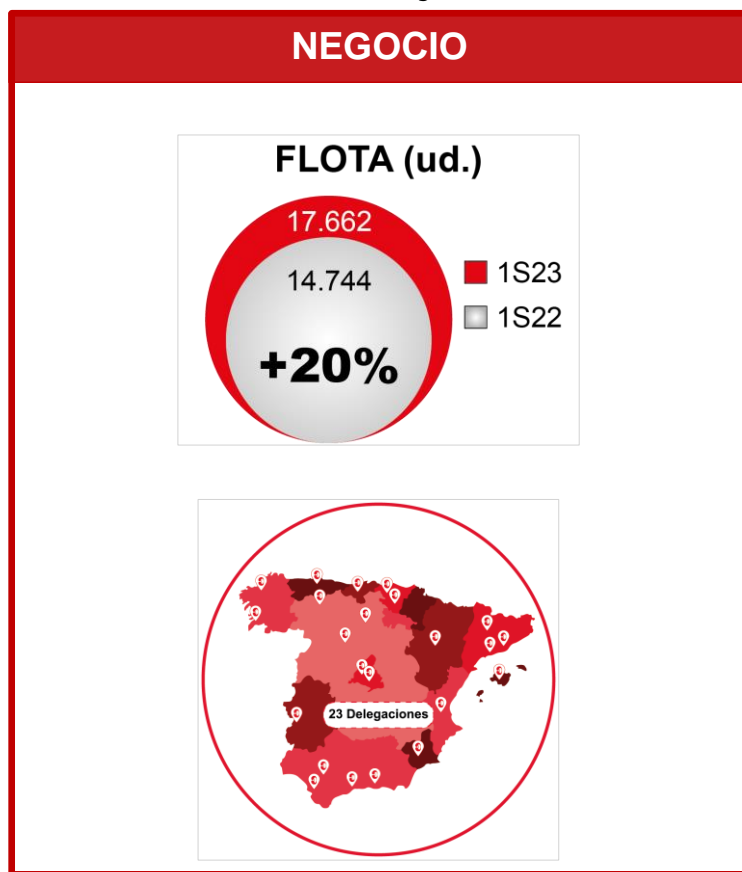 NEGOCIO
FLOTA (ud.)
17.662
14.744
+20%
1S23
1S22
23 Delegaciones